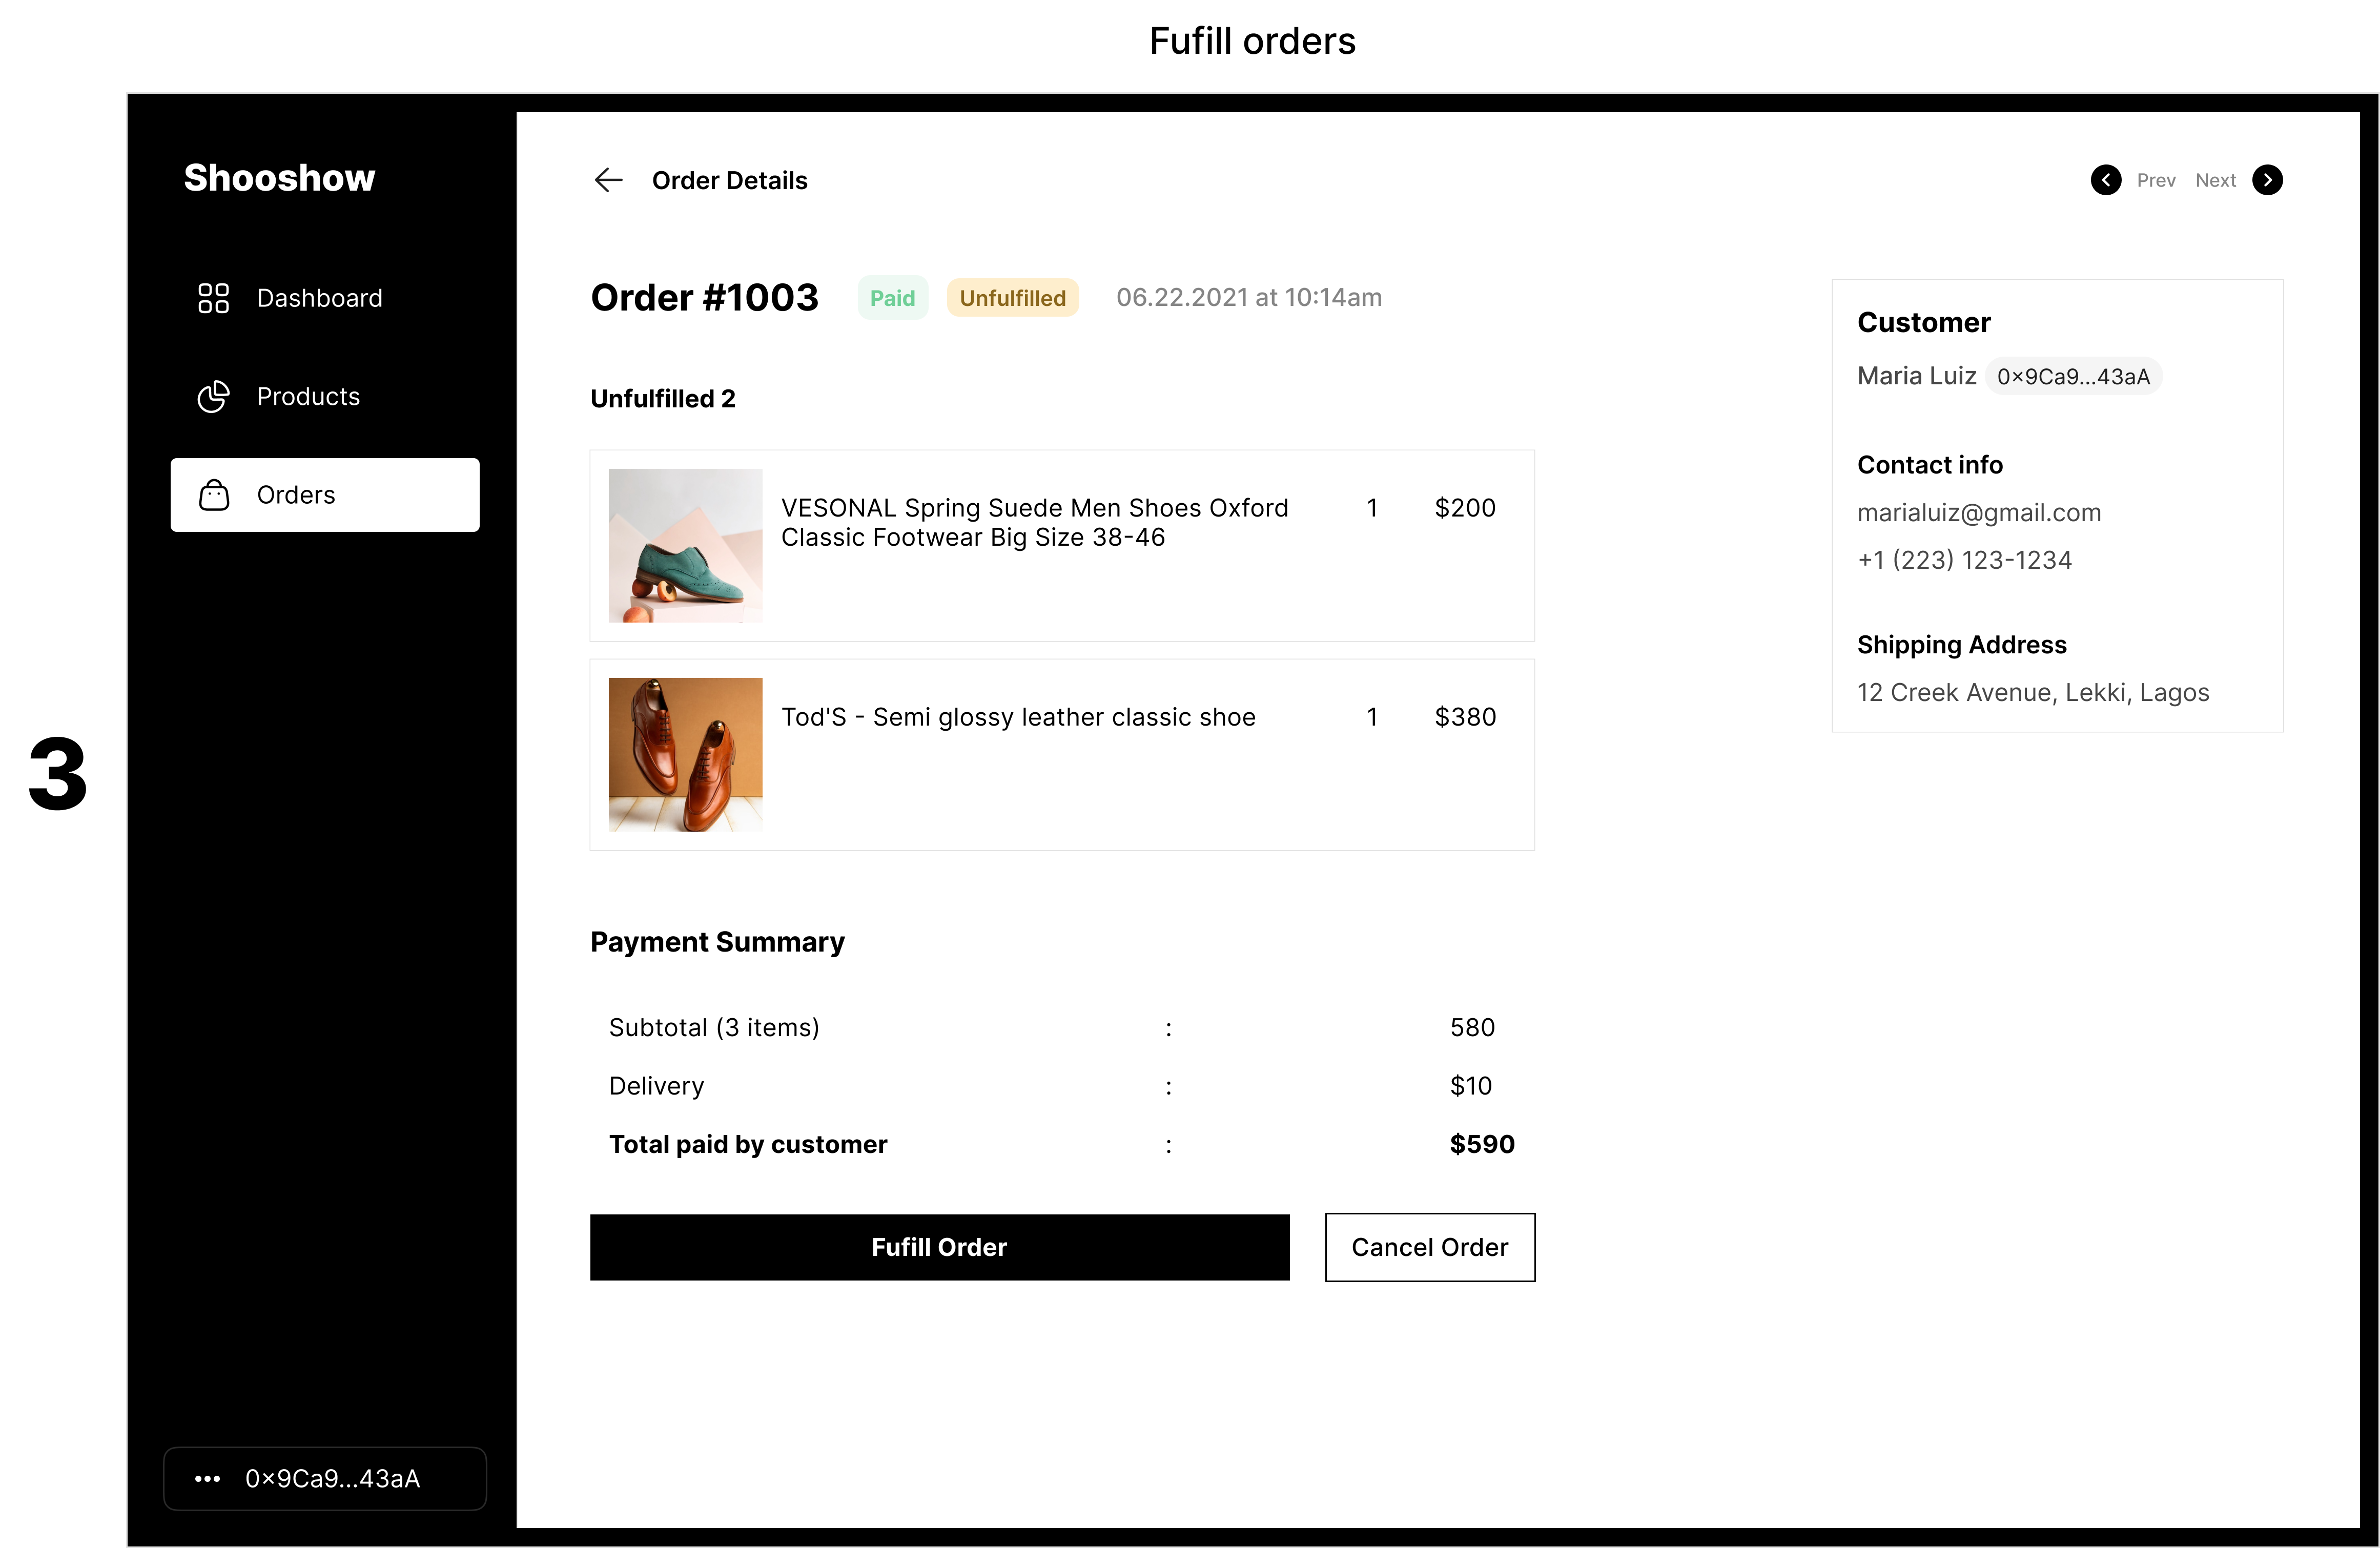 Fufill orders
3
Shooshow
Dashboard
Products
Orders
0x9Ca9...43aA
Order Details
Prev Next
Order #1003 Paid Unfulfilled 06.22.2021 at 10:14am
Unfulfilled 2
VESONAL Spring Suede Men Shoes Oxford 1 $200
Classic Footwear Big Size 38-46
Tod'S - Semi glossy leather classic shoe 1 $380
Payment Summary
Subtotal (3 items) : 580
Delivery : $10
Total paid by customer : $590
Fufill Order Cancel Order
Customer
Maria Luiz 0x9Ca9...43aA
Contact info
marialuiz@gmail.com
+1 (223) 123-1234
Shipping Address
12 Creek Avenue, Lekki, Lagos